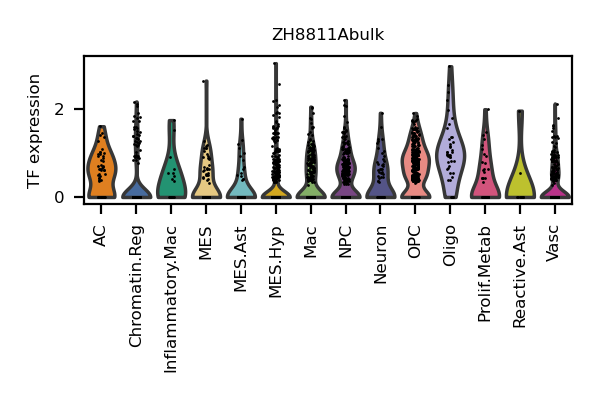 ZH8811Abulk
TF expression
2
0
AC
Chromatin.Reg
Inflammatory.Mac
MES
MES.Ast
MES.Hyp
Mac
NPC
Neuron
OPC
Oligo
Prolif.Metab
Reactive.Ast
Vasc